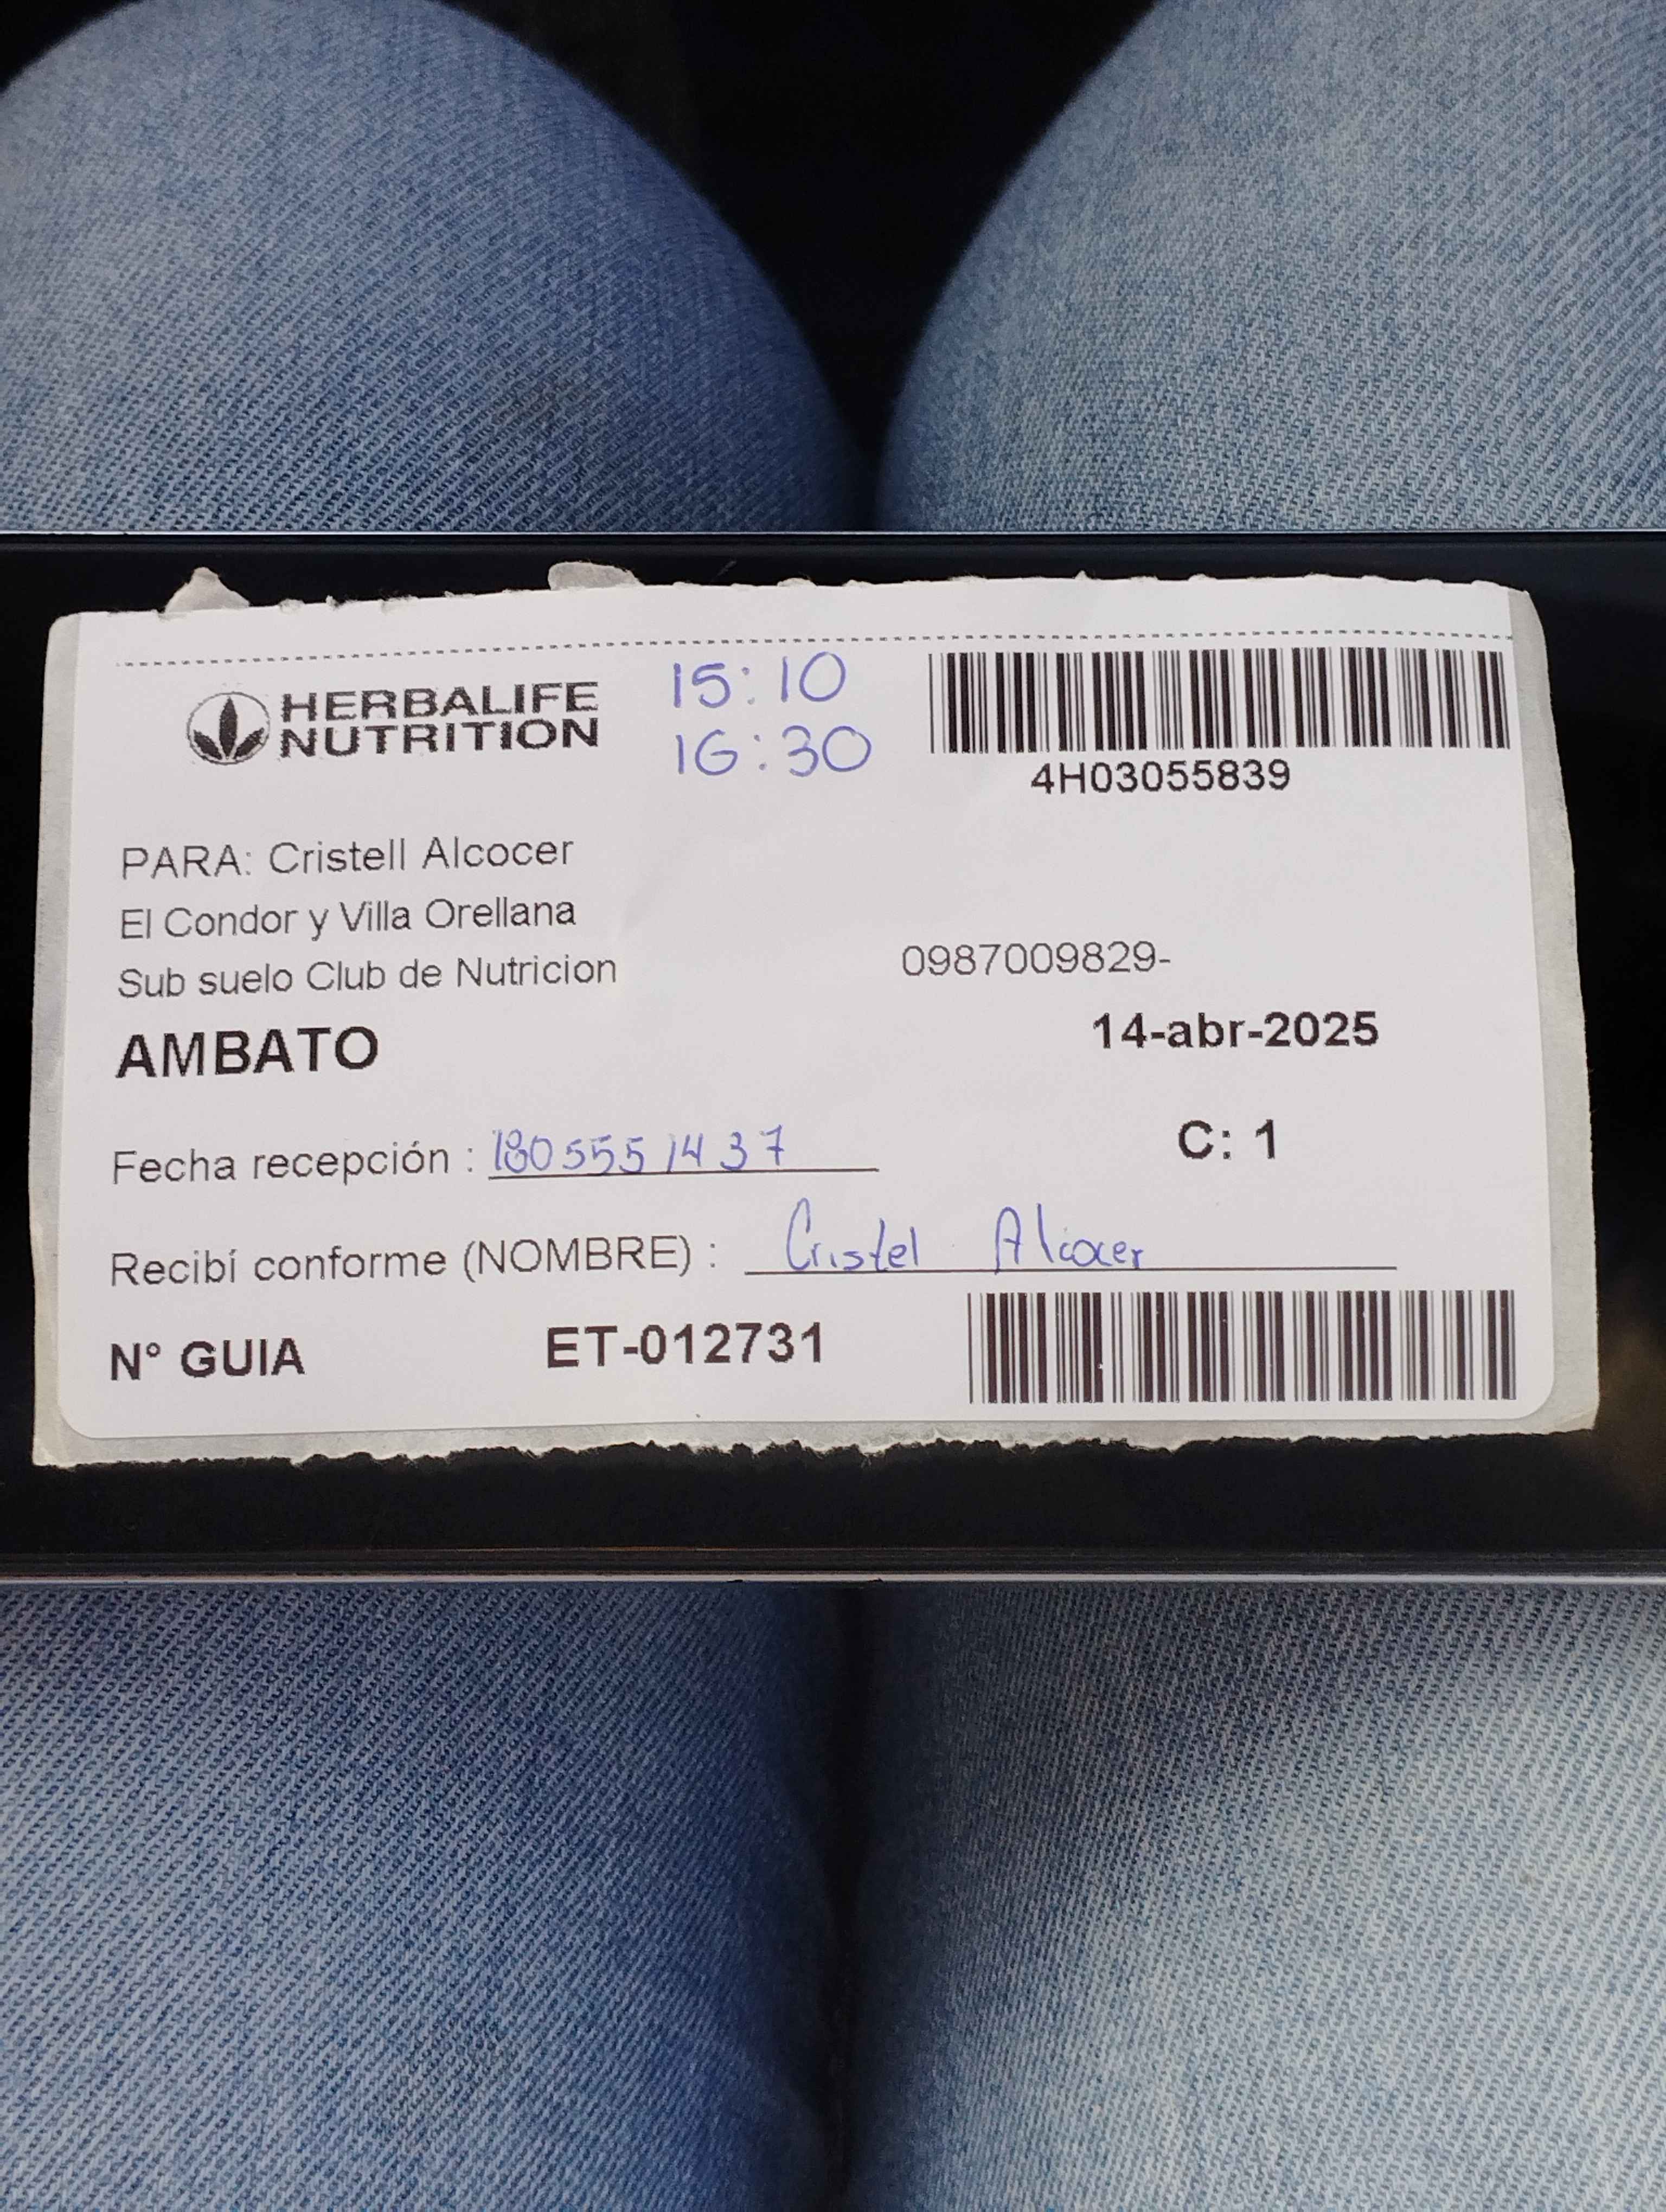 HERBALIFE
NUTRITION
15:10
16:30
4H03055839
PARA: Cristell Alcocer
El Condor y Villa Orellana
Sub suelo Club de Nutricion
0987009829-
AMBATO
14-abr-2025
Fecha recepción : 1805551437
C: 1
Recibí conforme (NOMBRE) : Cristel Alcocer
N° GUIA ET-012731